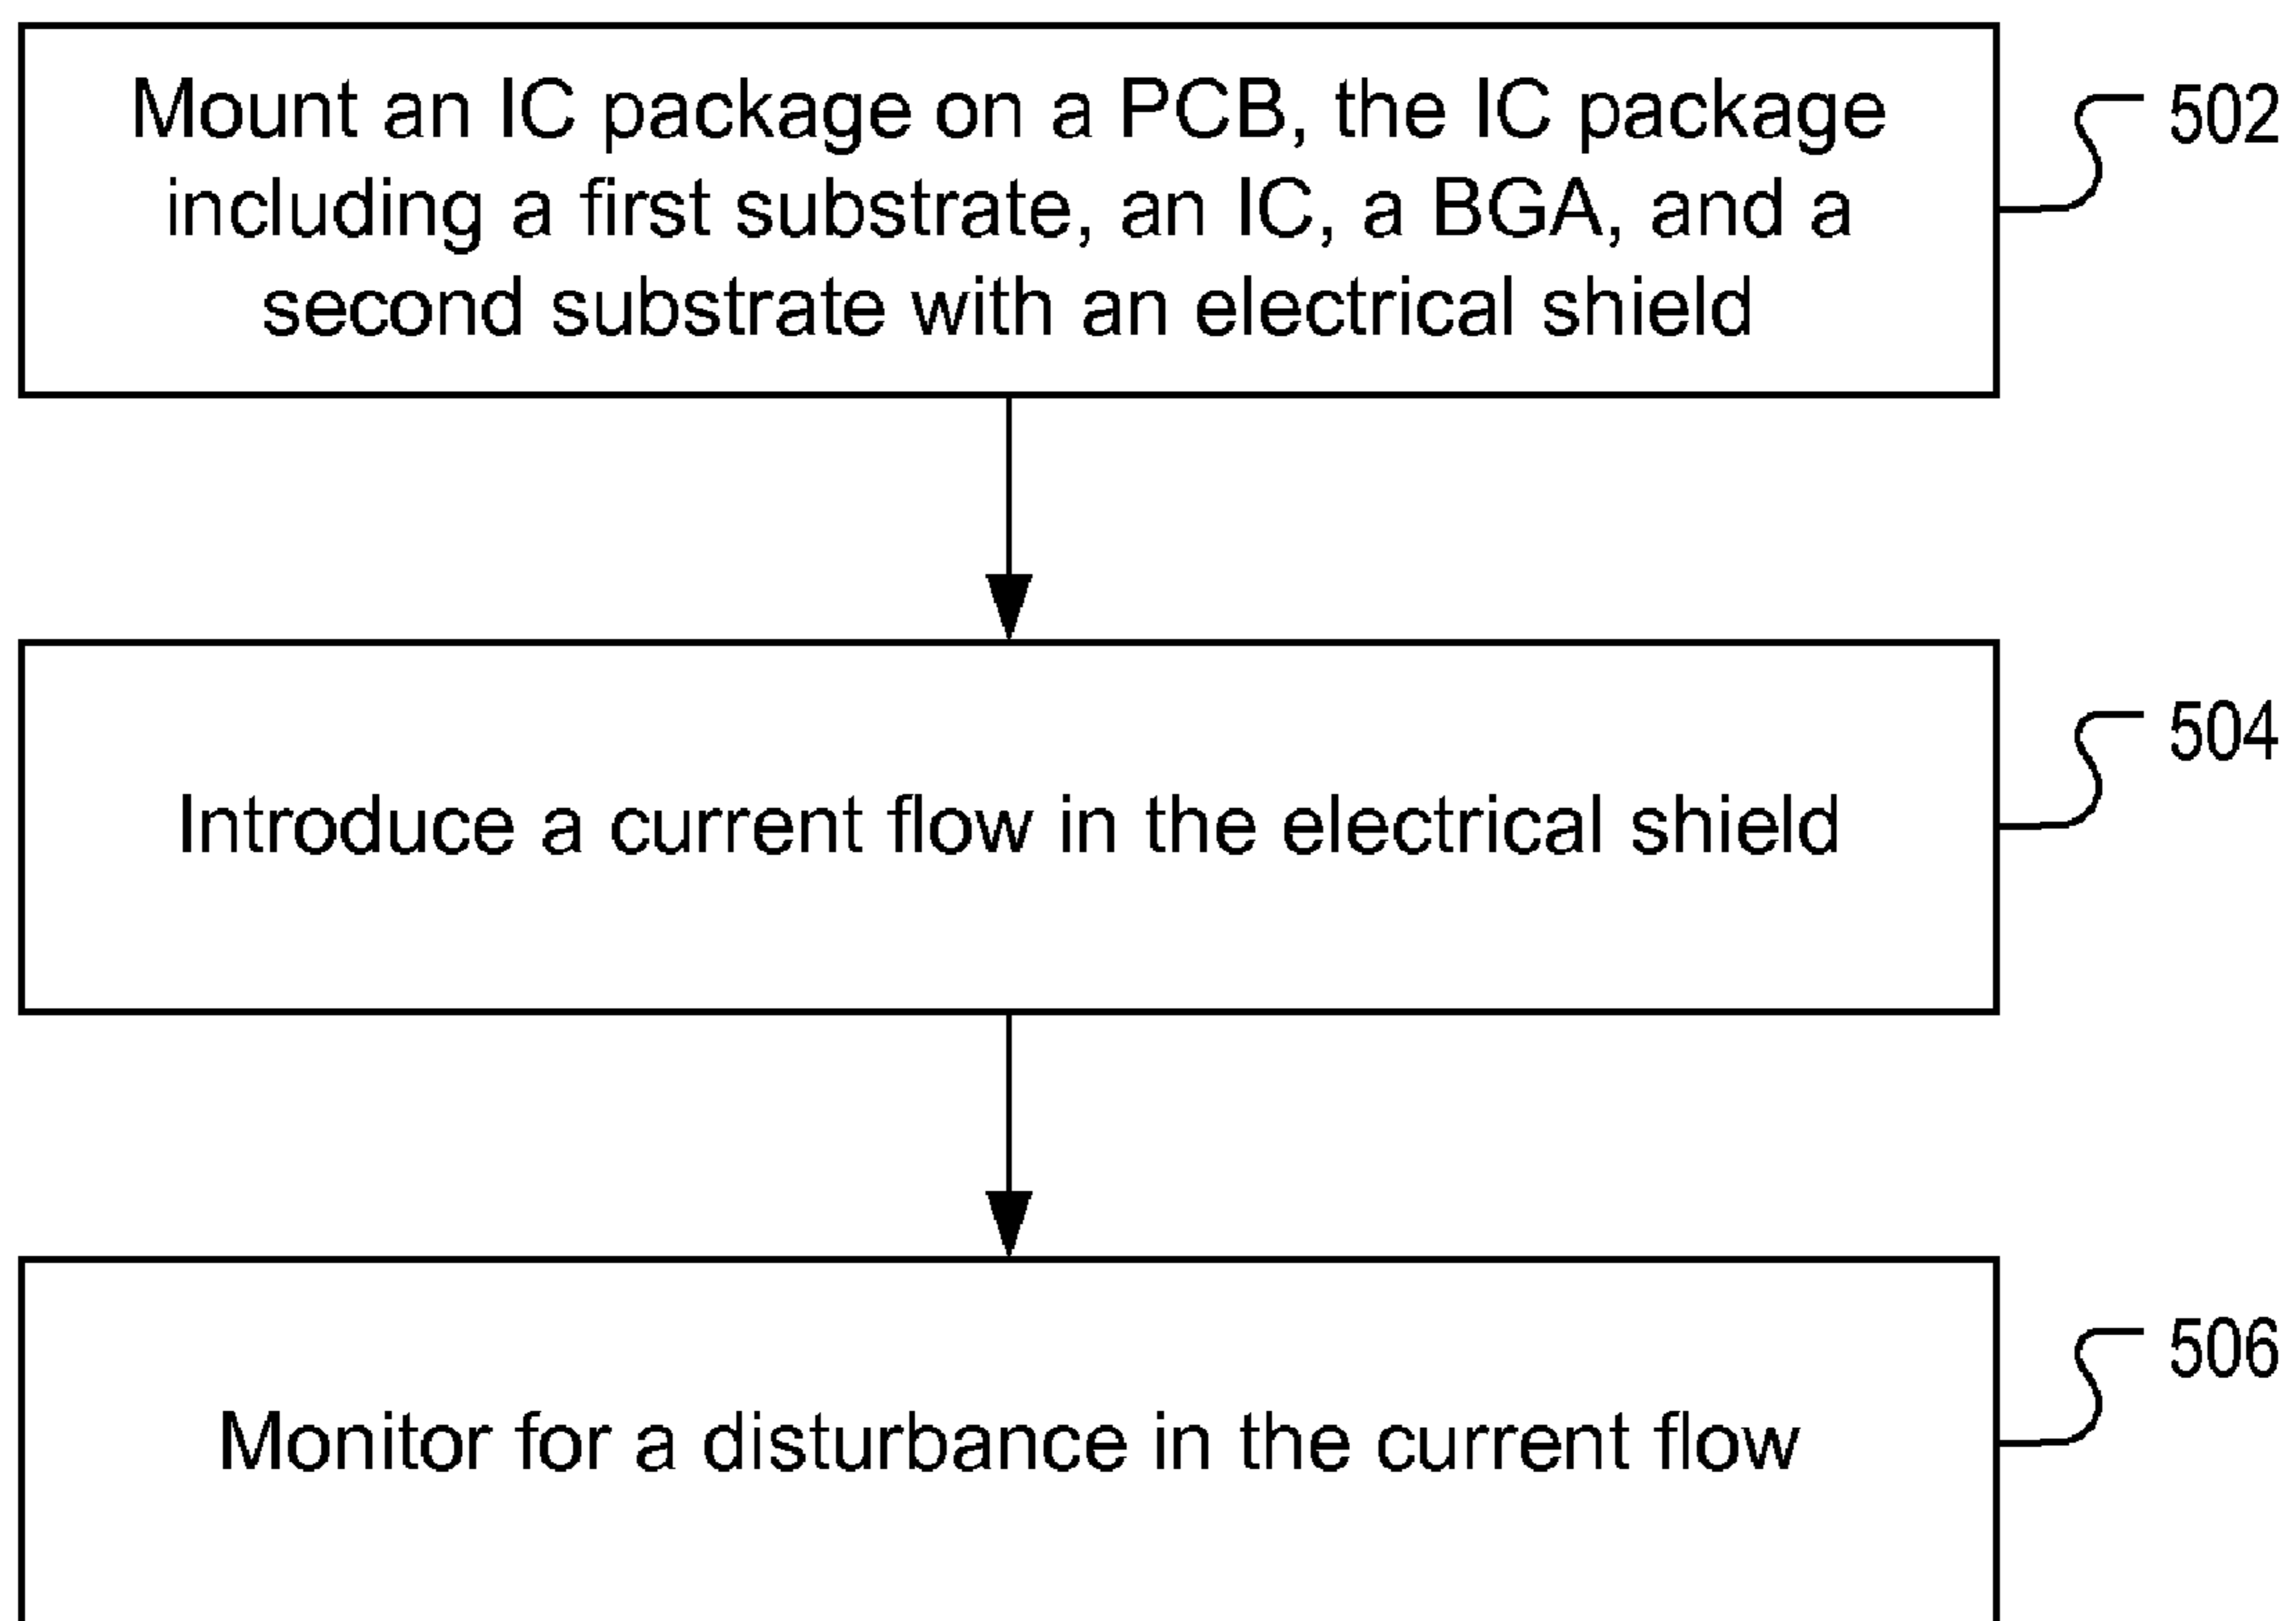 Mount an IC package on a PCB, the IC package
including a first substrate, an IC, a BGA, and a
second substrate with an electrical shield
502
Introduce a current flow in the electrical shield
504
Monitor for a disturbance in the current flow
506